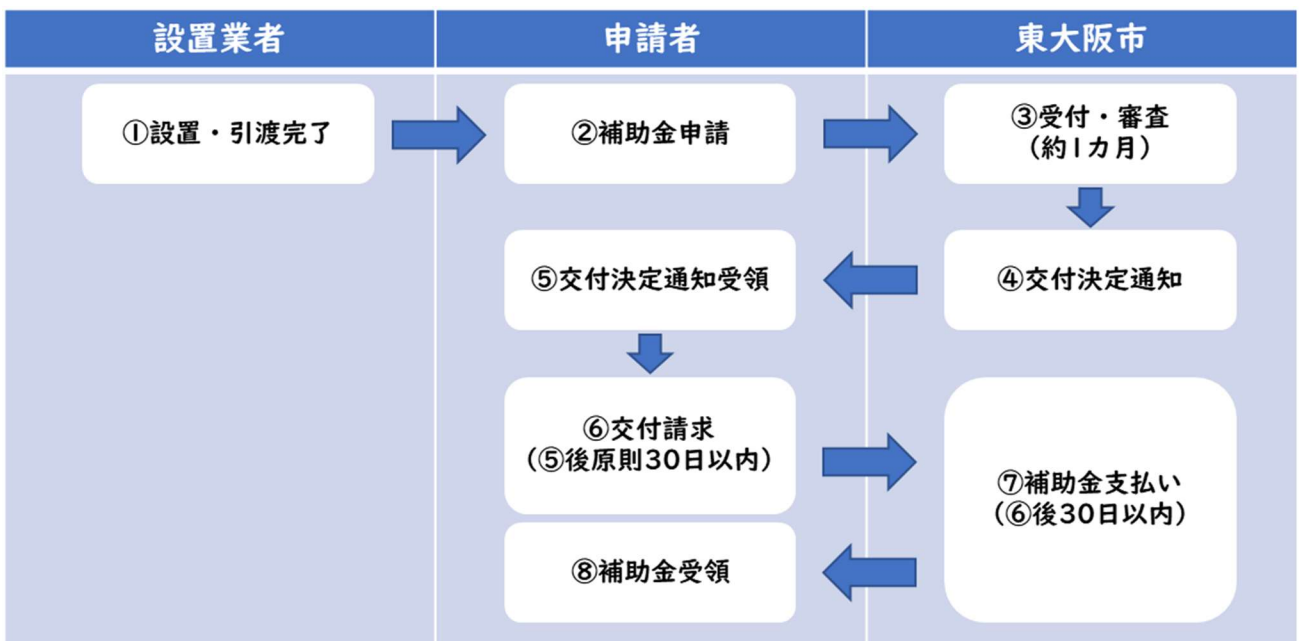 設置業者
申請者
東大阪市
①設置・引渡完了
②補助金申請
③受付・審査
(約1カ月)
⑤交付決定通知受領
④交付決定通知
⑥交付請求
(⑤後原則30日以内)
⑦補助金支払い
(⑥後30日以内)
⑧補助金受領